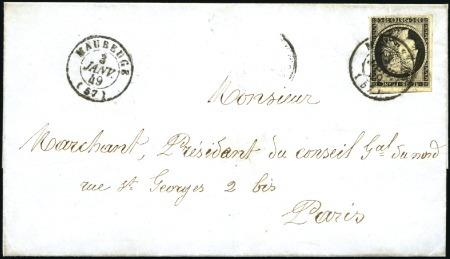 MAUBEUGE
3
JANV
49
(57)
Monsieur
Marchant, Président du conseil Gal du nord
rue St Georges 2 bis
Paris